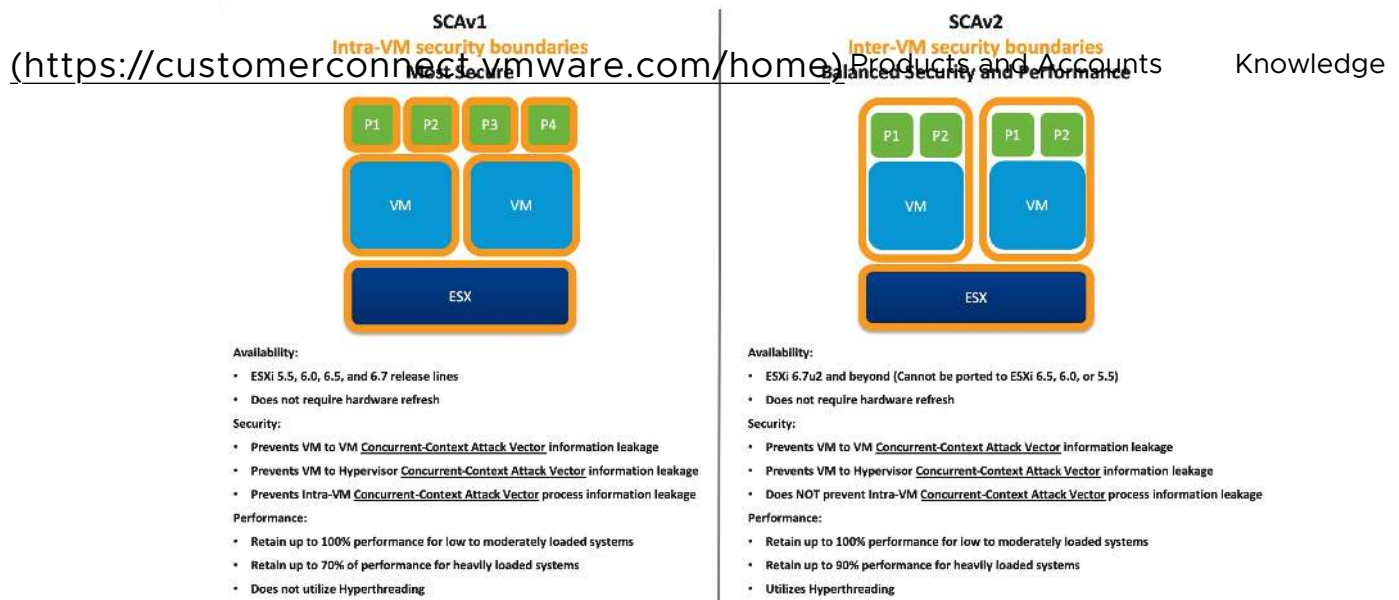 SCAv1
Intra-VM security boundaries
Most Secure
P1 P2 P3 P4
VM VM
ESX
Availability:
• ESXi 5.5, 6.0, 6.5, and 6.7 release lines
• Does not require hardware refresh
Security:
• Prevents VM to VM Concurrent-Context Attack Vector information leakage
• Prevents VM to Hypervisor Concurrent-Context Attack Vector information leakage
• Prevents Intra-VM Concurrent-Context Attack Vector process information leakage
Performance:
• Retain up to 100% performance for low to moderately loaded systems
• Retain up to 70% of performance for heavily loaded systems
• Does not utilize Hyperthreading
SCAv2
Inter-VM security boundaries
Balanced Security and Performance
P1 P2 P1 P2
VM VM
ESX
Availability:
• ESXi 6.7u2 and beyond (Cannot be ported to ESXi 6.5, 6.0, or 5.5)
• Does not require hardware refresh
Security:
• Prevents VM to VM Concurrent-Context Attack Vector information leakage
• Prevents VM to Hypervisor Concurrent-Context Attack Vector information leakage
• Does NOT prevent Intra-VM Concurrent-Context Attack Vector process information leakage
Performance:
• Retain up to 100% performance for low to moderately loaded systems
• Retain up to 90% performance for heavily loaded systems
• Utilizes Hyperthreading
(https://customerconnect.vmware.com/home) Products and Accounts Knowledge